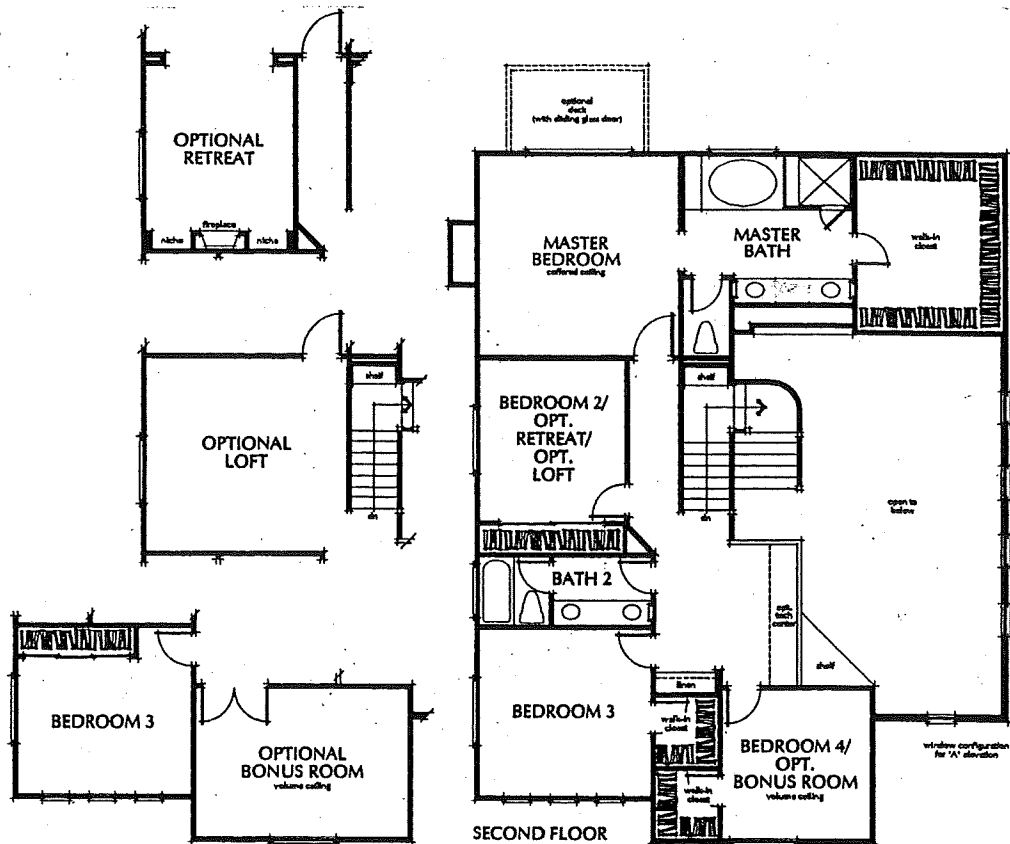 OPTIONAL
RETREAT
fireplace
niche
niche
OPTIONAL
LOFT
shelf
dn
BEDROOM 3
OPTIONAL
BONUS ROOM
volume ceiling
optional
deck
(with sliding glass door)
MASTER
BEDROOM
coffered ceiling
MASTER
BATH
walk-in
closet
BEDROOM 2/
OPT.
RETREAT/
OPT.
LOFT
shelf
dn
open to
below
BATH 2
opt.
tech
center
shelf
BEDROOM 3
linen
walk-in
closet
walk-in
closet
BEDROOM 4/
OPT.
BONUS ROOM
volume ceiling
window configuration
for "A" elevation
SECOND FLOOR